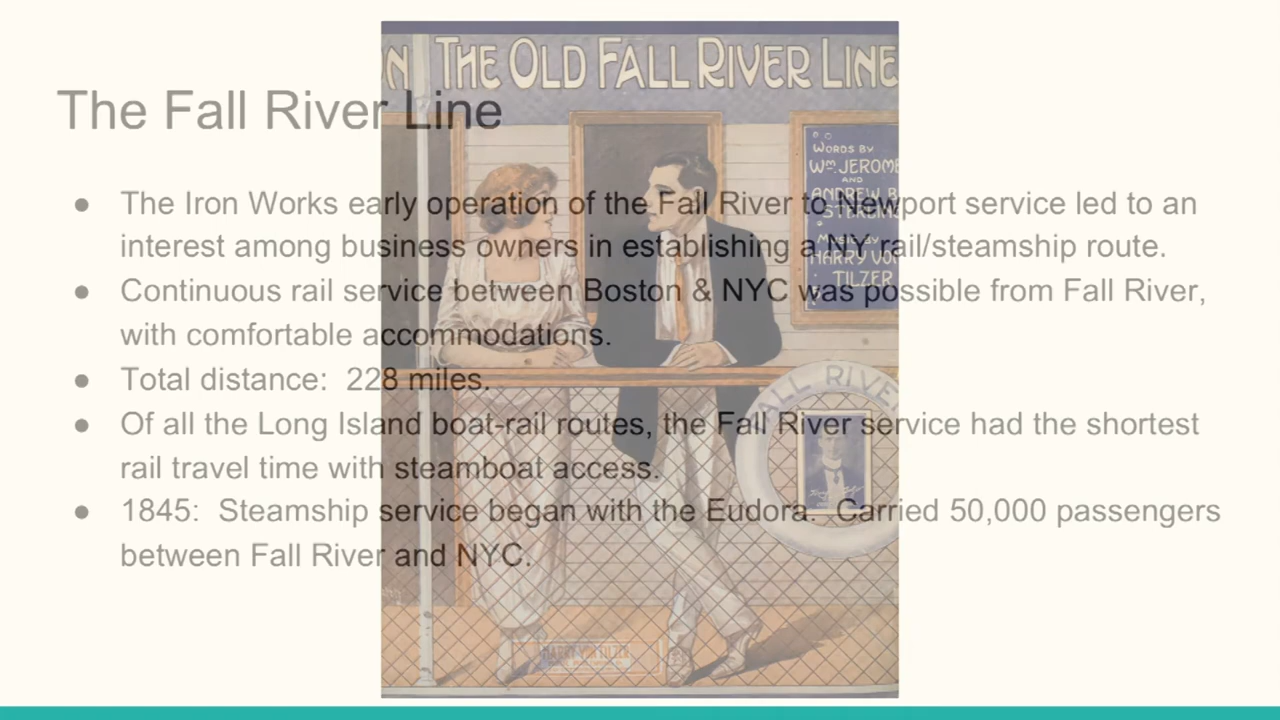 N THE OLD FALL RIVER LINE
The Fall River Line
WORDS BY
WM. JEROME
AND
ANDREW B.
MUSIC BY
HARRY VON
TILZER
● The Iron Works early operation of the Fall River to Newport service led to an
interest among business owners in establishing a NY rail/steamship route.
● Continuous rail service between Boston & NYC was possible from Fall River,
with comfortable accommodations.
● Total distance:  228 miles.
● Of all the Long Island boat-rail routes, the Fall River service had the shortest
rail travel time with steamboat access.
● 1845:  Steamship service began with the Eudora.  Carried 50,000 passengers
between Fall River and NYC.
ALL RIVE
HARRY VON TILZER